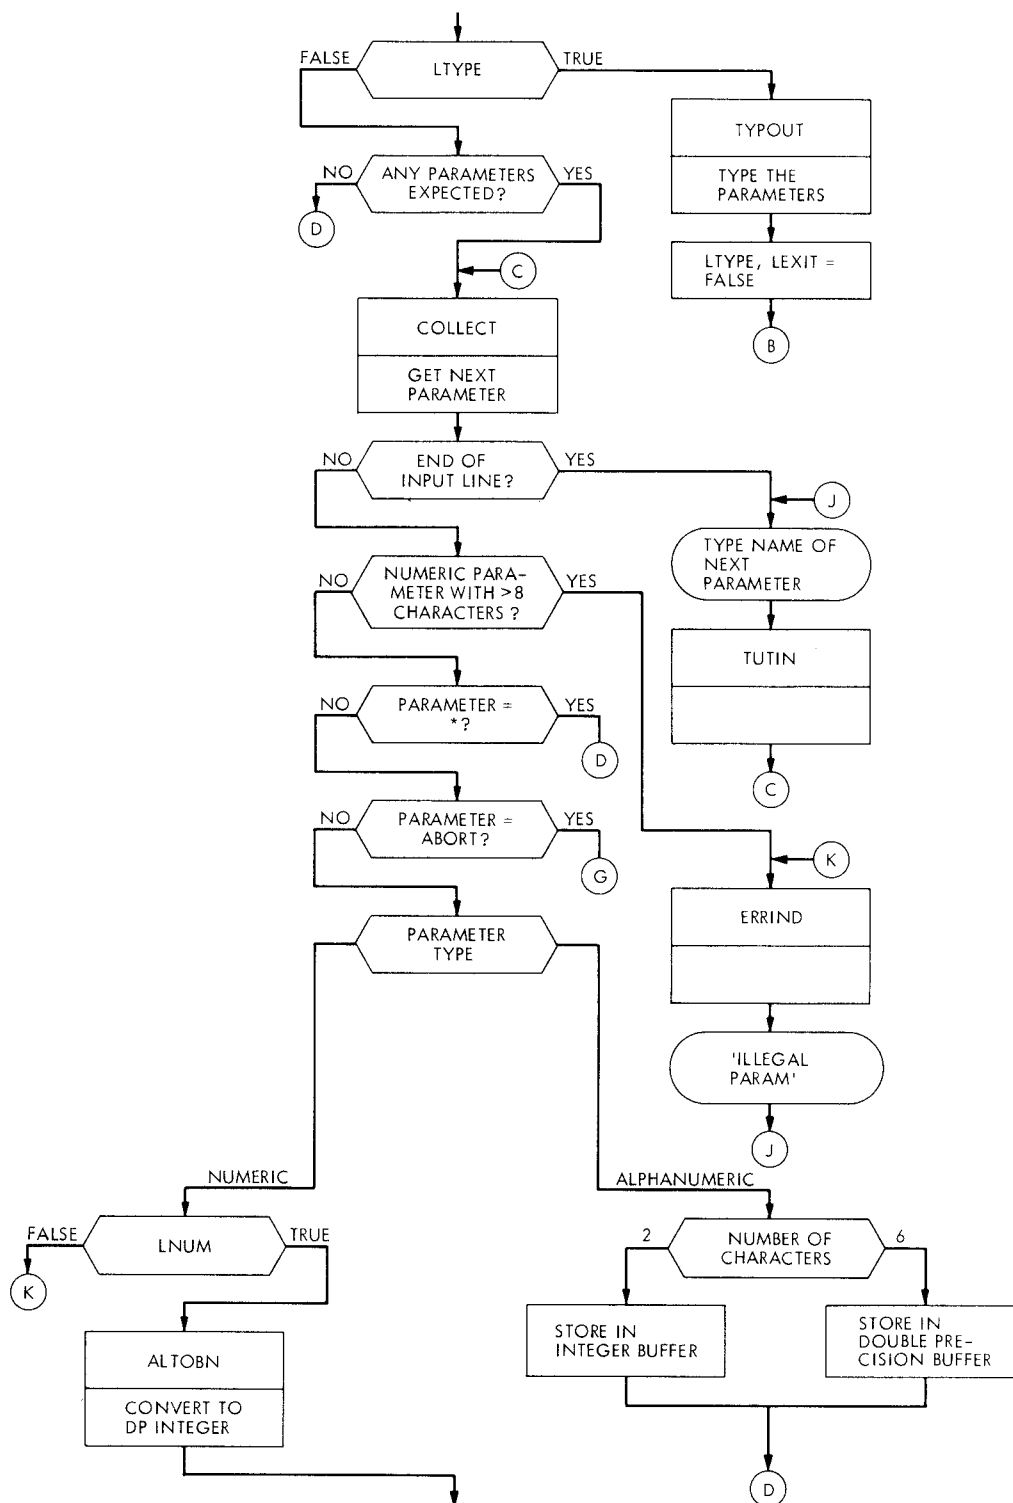 LTYPE
FALSE
TRUE
TYPOUT
TYPE THE
PARAMETERS
ANY PARAMETERS
EXPECTED?
NO
YES
D
LTYPE, LEXIT =
FALSE
B
C
COLLECT
GET NEXT
PARAMETER
END OF
INPUT LINE?
NO
YES
J
TYPE NAME OF
NEXT
PARAMETER
NUMERIC PARA-
METER WITH >8
CHARACTERS ?
NO
YES
TUTIN
C
PARAMETER =
*?
NO
YES
D
PARAMETER =
ABORT?
NO
YES
G
K
ERRIND
'ILLEGAL
PARAM'
J
PARAMETER
TYPE
NUMERIC
ALPHANUMERIC
LNUM
FALSE
TRUE
K
ALTOBN
CONVERT TO
DP INTEGER
NUMBER OF
CHARACTERS
2
6
STORE IN
INTEGER BUFFER
STORE IN
DOUBLE PRE-
CISION BUFFER
D